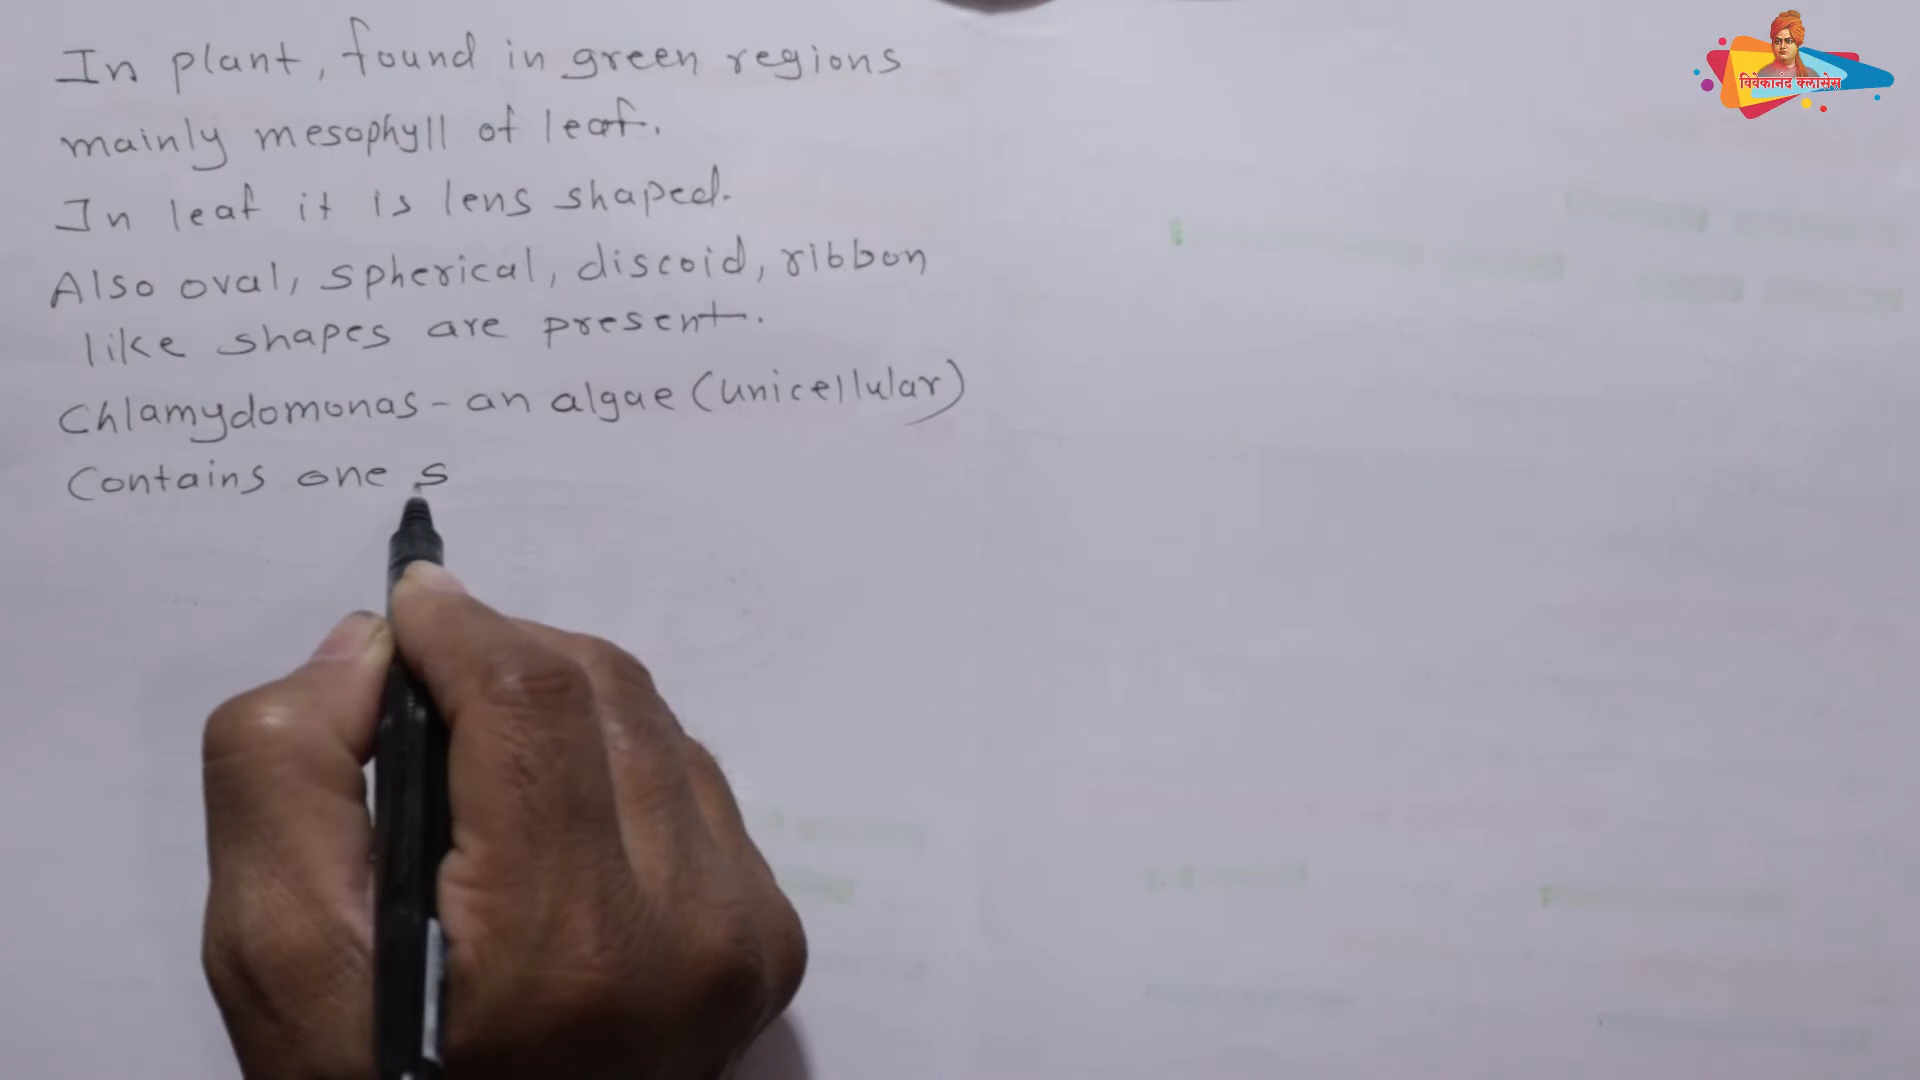 In plant, found in green regions
mainly mesophyll of leaf.
In leaf it is lens shaped.
Also oval, spherical, discoid, ribbon
like shapes are present.
Chlamydomonas - an algae (unicellular)
Contains one s
विवेकानंद क्लासेस